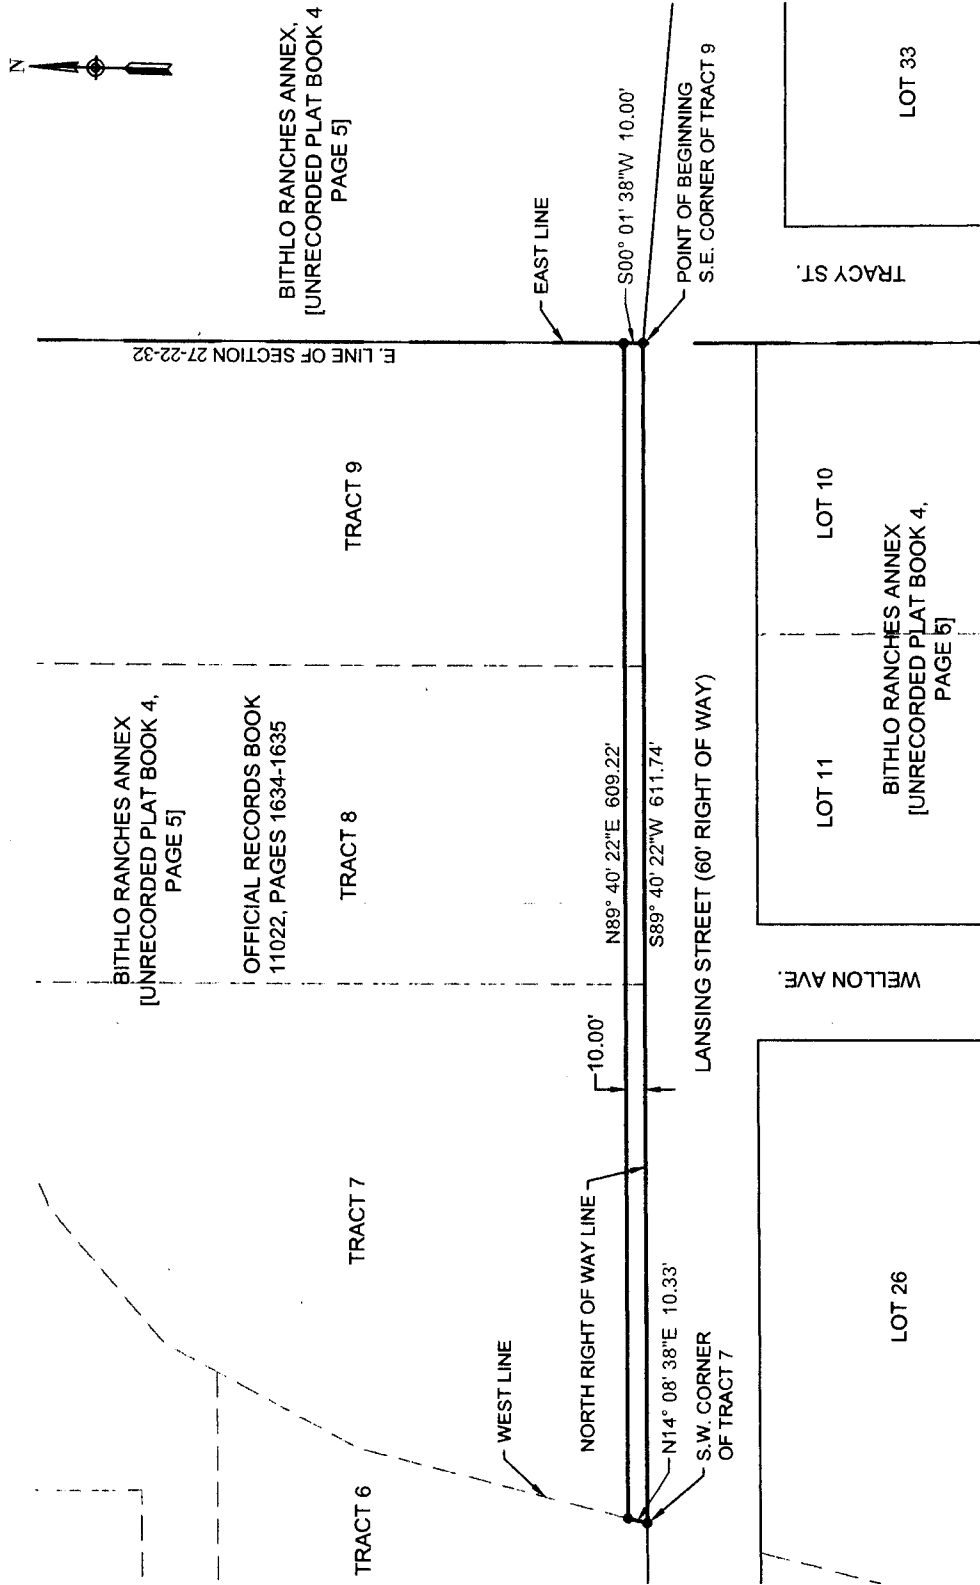 N
BITHLO RANCHES ANNEX,
[UNRECORDED PLAT BOOK 4
PAGE 5]
BITHLO RANCHES ANNEX
[UNRECORDED PLAT BOOK 4,
PAGE 5]
OFFICIAL RECORDS BOOK
11022, PAGES 1634-1635
E. LINE OF SECTION 27-22-32
TRACT 6
TRACT 7
TRACT 8
TRACT 9
WEST LINE
EAST LINE
NORTH RIGHT OF WAY LINE
10.00'
N89° 40' 22"E 609.22'
S89° 40' 22"W 611.74'
S00° 01' 38"W 10.00'
N14° 08' 38"E 10.33'
S.W. CORNER
OF TRACT 7
POINT OF BEGINNING
S.E. CORNER OF TRACT 9
LANSING STREET (60' RIGHT OF WAY)
WELLON AVE.
TRACY ST.
LOT 26
LOT 11
LOT 10
LOT 33
BITHLO RANCHES ANNEX
[UNRECORDED PLAT BOOK 4,
PAGE 5]